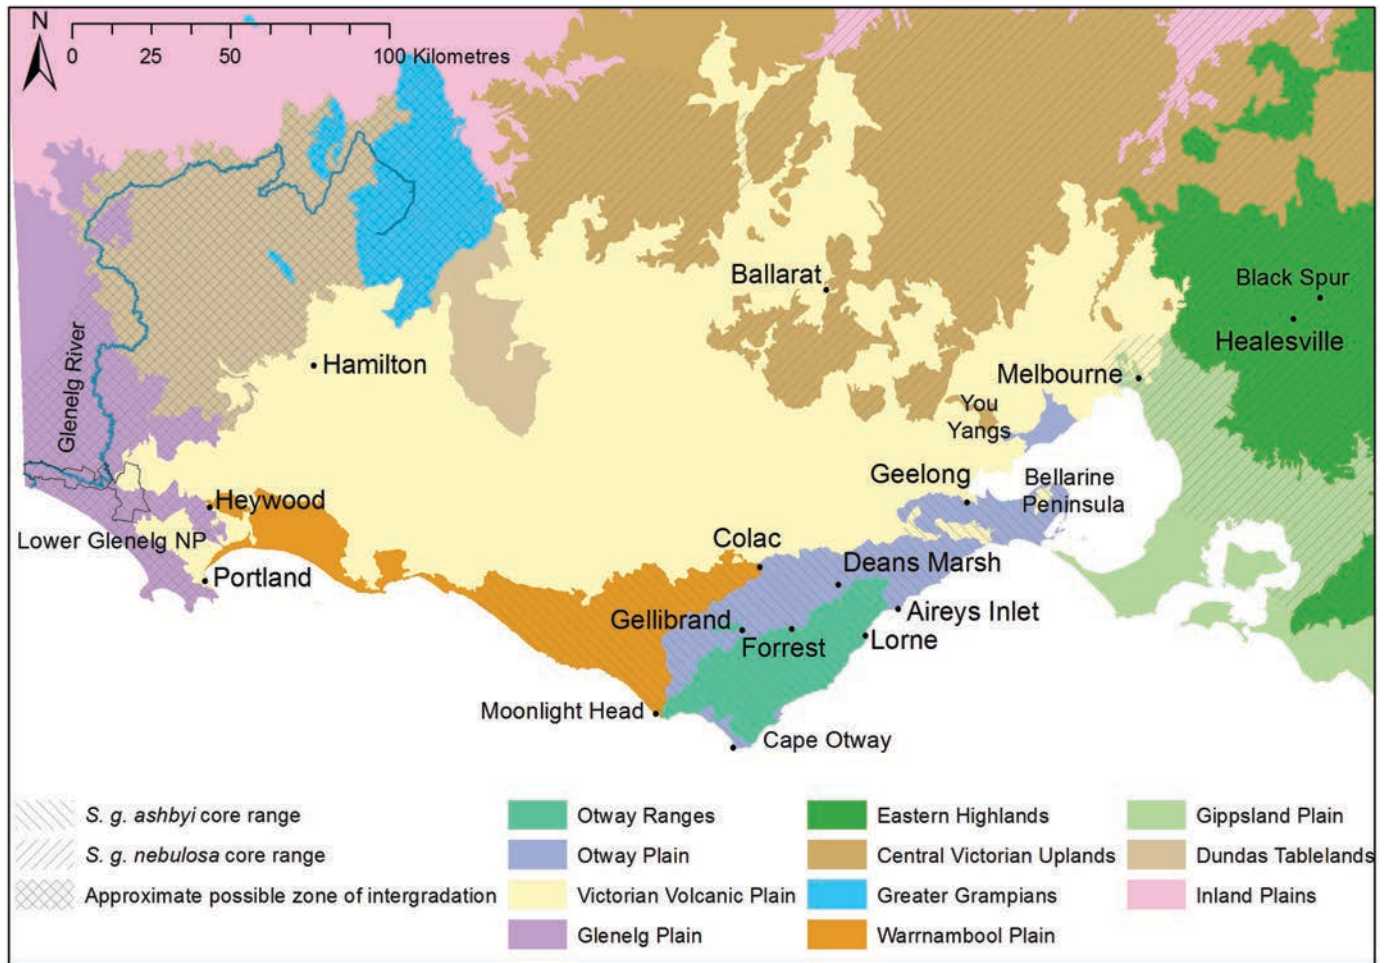 N
0 25 50 100 Kilometres
Ballarat
Black Spur
Healesville
Glenelg River
Hamilton
Melbourne
You
Yangs
Geelong
Bellarine
Peninsula
Heywood
Lower Glenelg NP
Colac
Deans Marsh
Portland
Gellibrand
Aireys Inlet
Forrest
Lorne
Moonlight Head
Cape Otway
S. g. ashbyi core range
S. g. nebulosa core range
Approximate possible zone of intergradation
Otway Ranges
Otway Plain
Victorian Volcanic Plain
Glenelg Plain
Eastern Highlands
Central Victorian Uplands
Greater Grampians
Warrnambool Plain
Gippsland Plain
Dundas Tablelands
Inland Plains